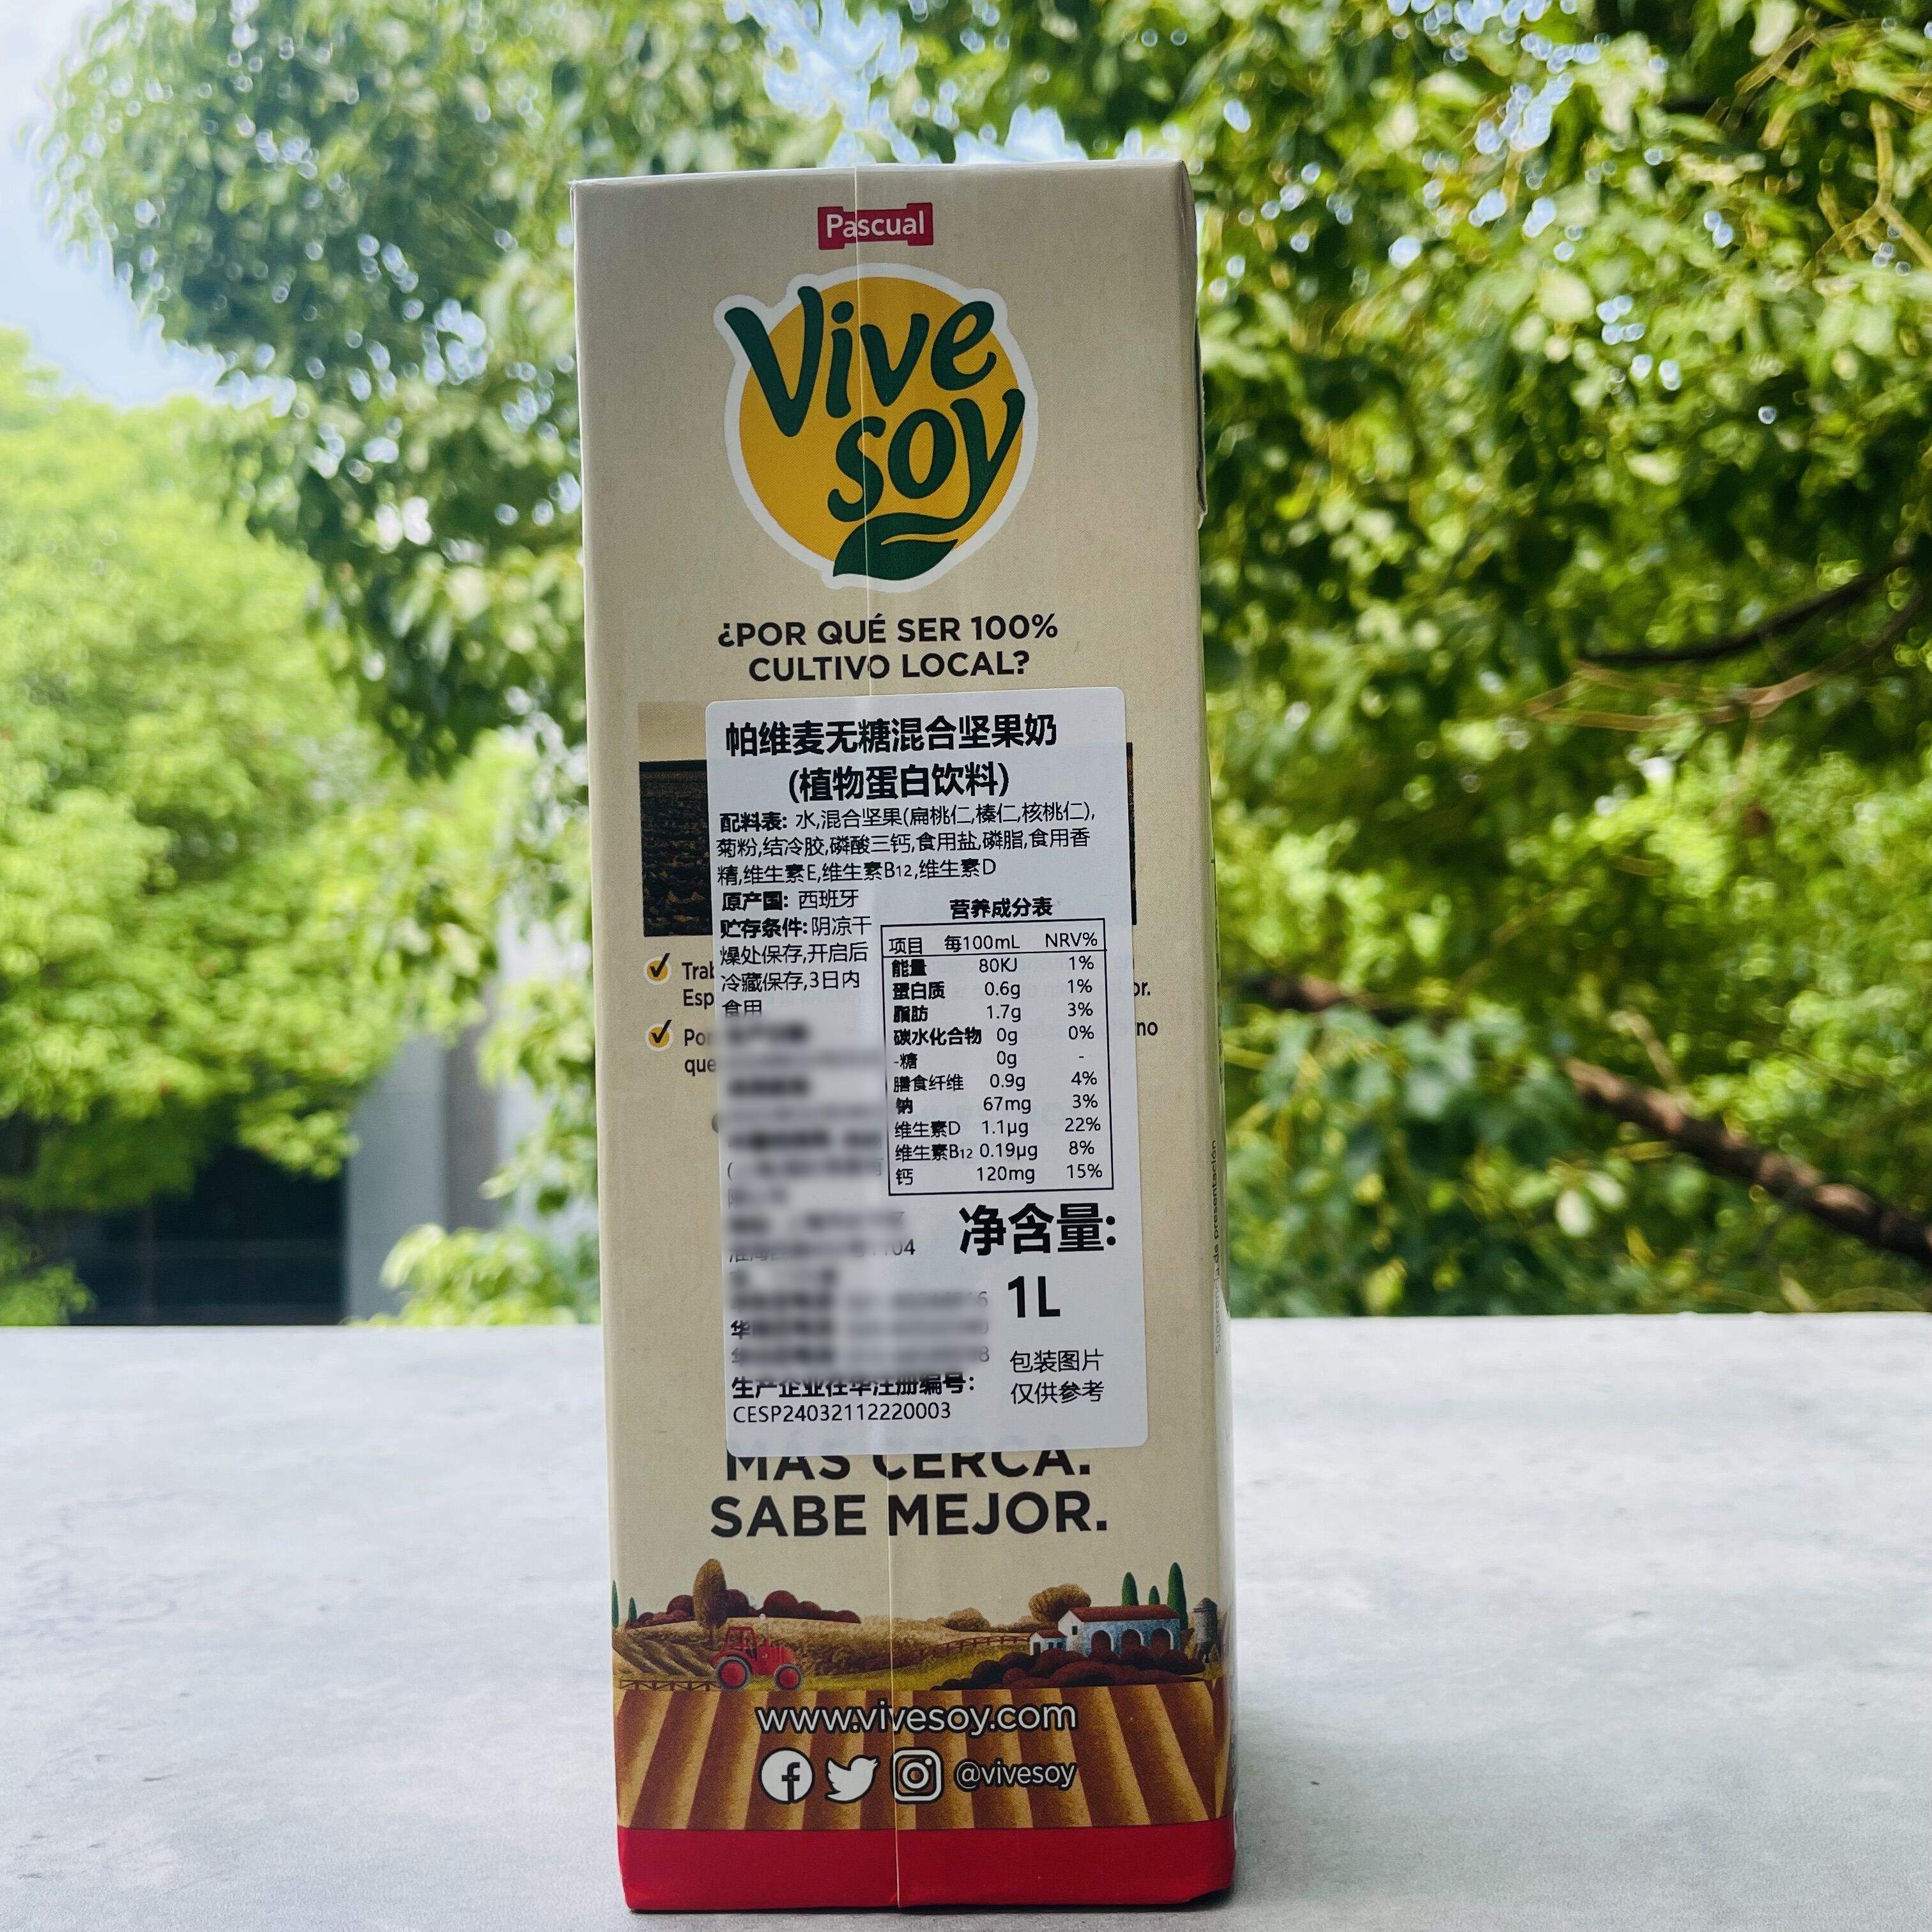 Pascual
Vive
soy
¿POR QUÉ SER 100%
CULTIVO LOCAL?
帕维麦无糖混合坚果奶
(植物蛋白饮料)
配料表: 水,混合坚果(扁桃仁,榛仁,核桃仁),
菊粉,结冷胶,磷酸三钙,食用盐,磷脂,食用香
精,维生素E,维生素B12,维生素D
原产国: 西班牙
贮存条件: 阴凉干
燥处保存,开启后
冷藏保存,3日内
食用
营养成分表
项目 每100mL NRV%
能量 80KJ 1%
蛋白质 0.6g 1%
脂肪 1.7g 3%
碳水化合物 0g 0%
-糖 0g -
膳食纤维 0.9g 4%
钠 67mg 3%
维生素D 1.1µg 22%
维生素B12 0.19µg 8%
钙 120mg 15%
净含量:
1L
包装图片
仅供参考
生产企业在华注册编号:
CESP24032112220003
MÁS CERCA.
SABE MEJOR.
www.vivesoy.com
@vivesoy
de presentación